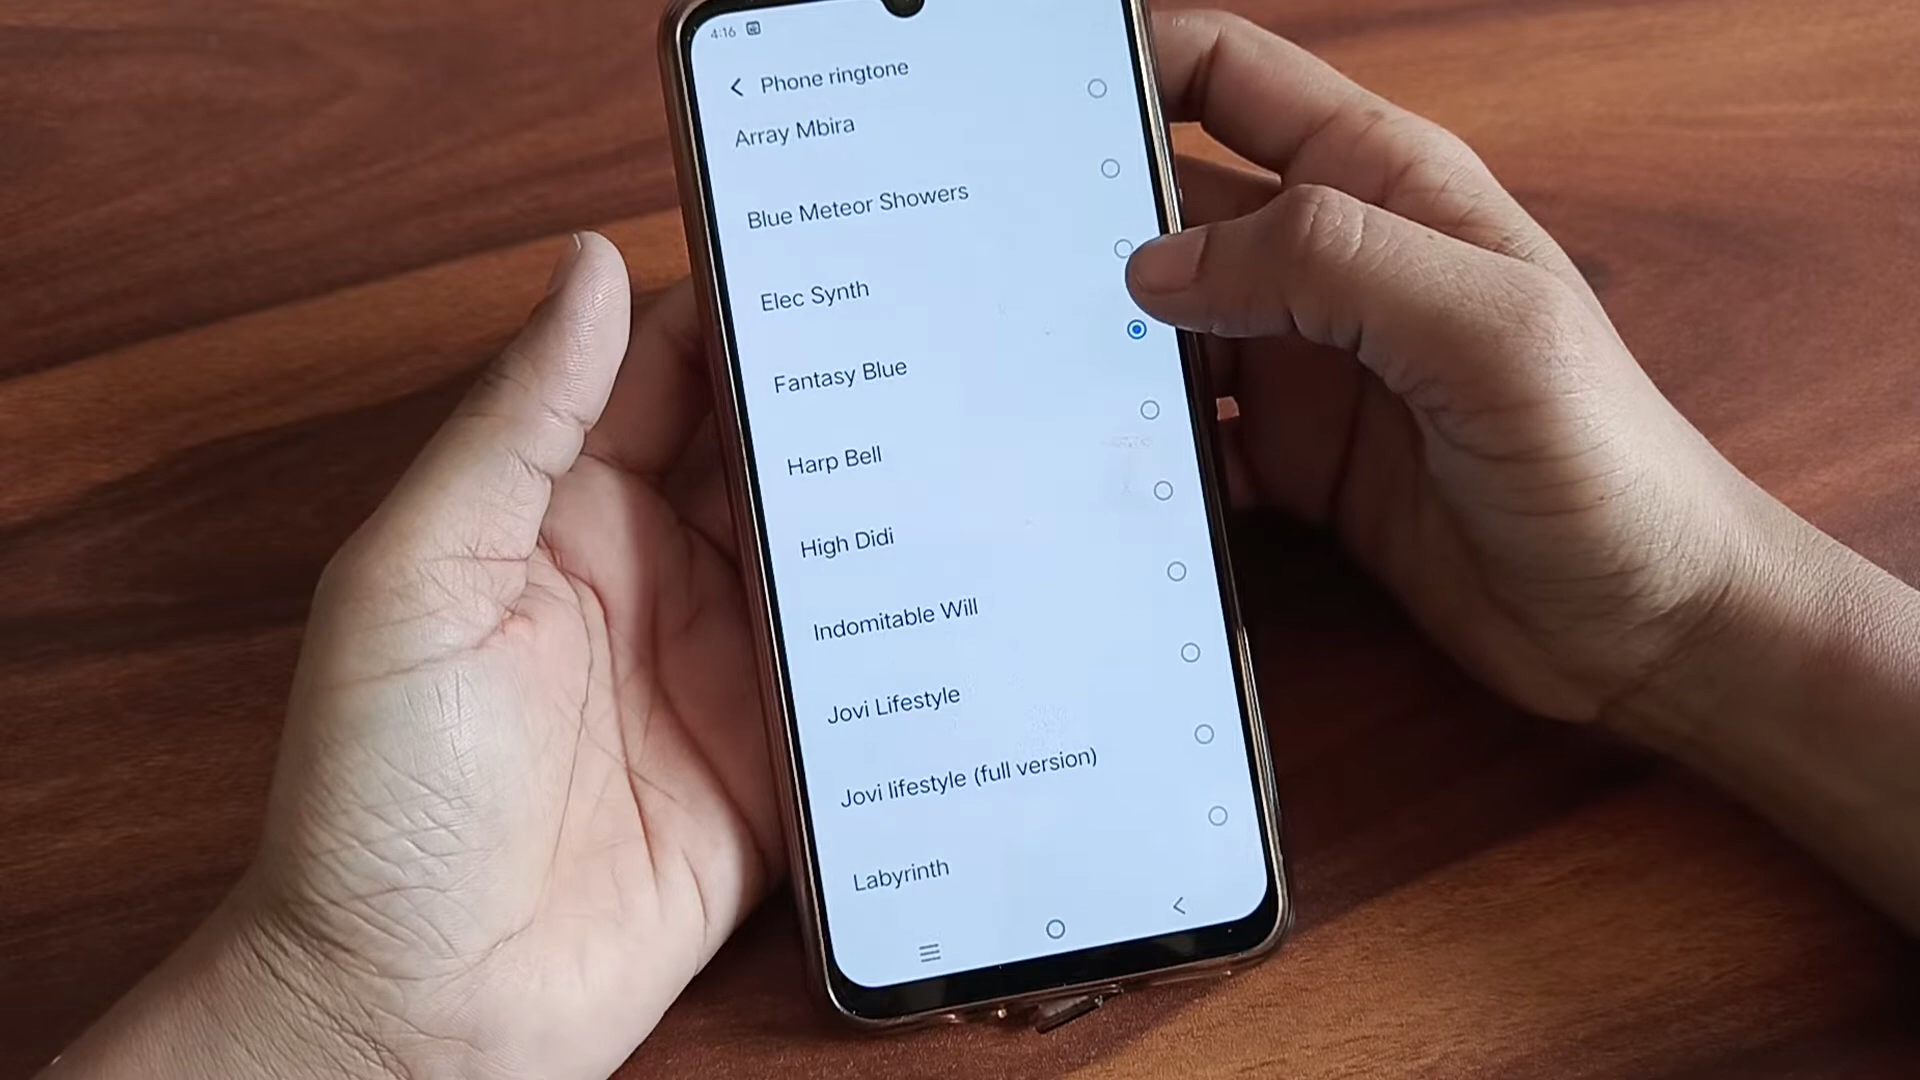 4:16
Phone ringtone
Array Mbira
Blue Meteor Showers
Elec Synth
Fantasy Blue
Harp Bell
High Didi
Indomitable Will
Jovi Lifestyle
Jovi lifestyle (full version)
Labyrinth